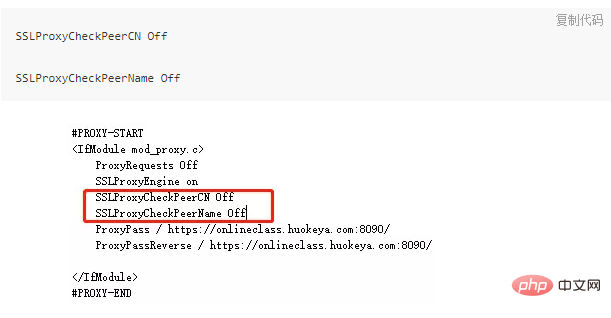 复制代码
SSLProxyCheckPeerCN Off
SSLProxyCheckPeerName Off
#PROXY-START
<IfModule mod_proxy.c>
ProxyRequests Off
SSLProxyEngine on
SSLProxyCheckPeerCN Off
SSLProxyCheckPeerName Off
ProxyPass / https://onlineclass.huokeya.com:8090/
ProxyPassReverse / https://onlineclass.huokeya.com:8090/
</IfModule>
#PROXY-END
php 中文网